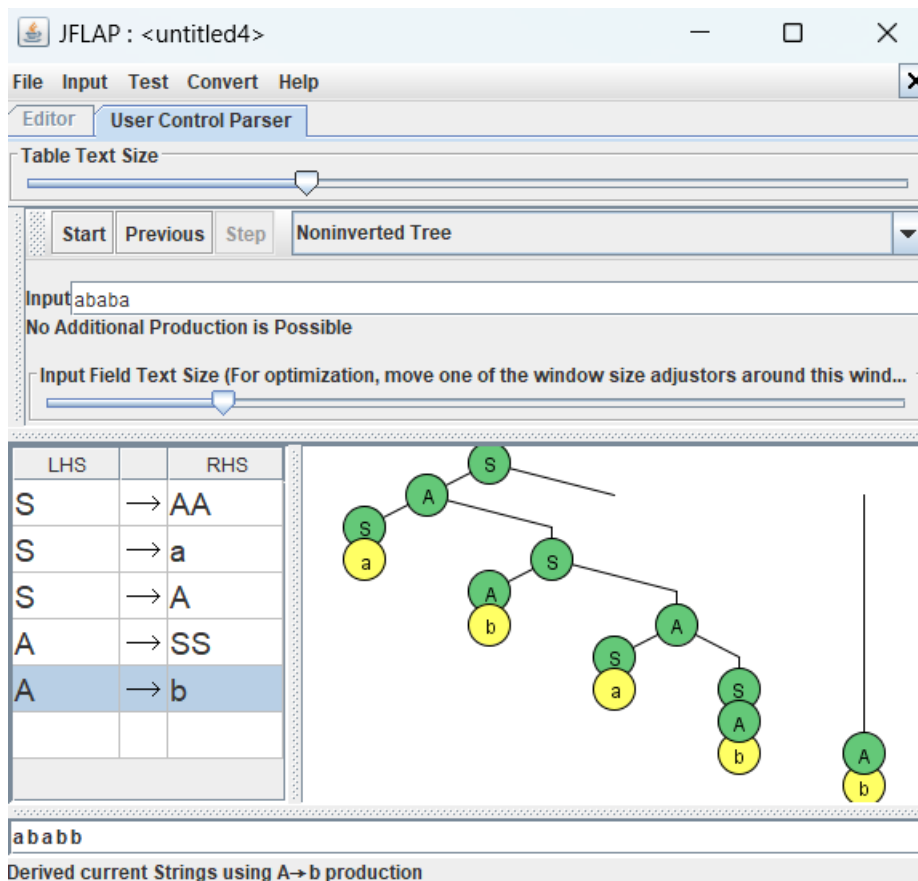 JFLAP : <untitled4>
File Input Test Convert Help
Editor User Control Parser
Table Text Size
Start Previous Step Noninverted Tree
Input ababa
No Additional Production is Possible
Input Field Text Size (For optimization, move one of the window size adjustors around this wind...
LHS RHS
S → AA
S → a
S → A
A → SS
A → b
S
A
S
a
S
A
b
A
S
a
S
A
b
A
b
ababb
Derived current Strings using A→b production